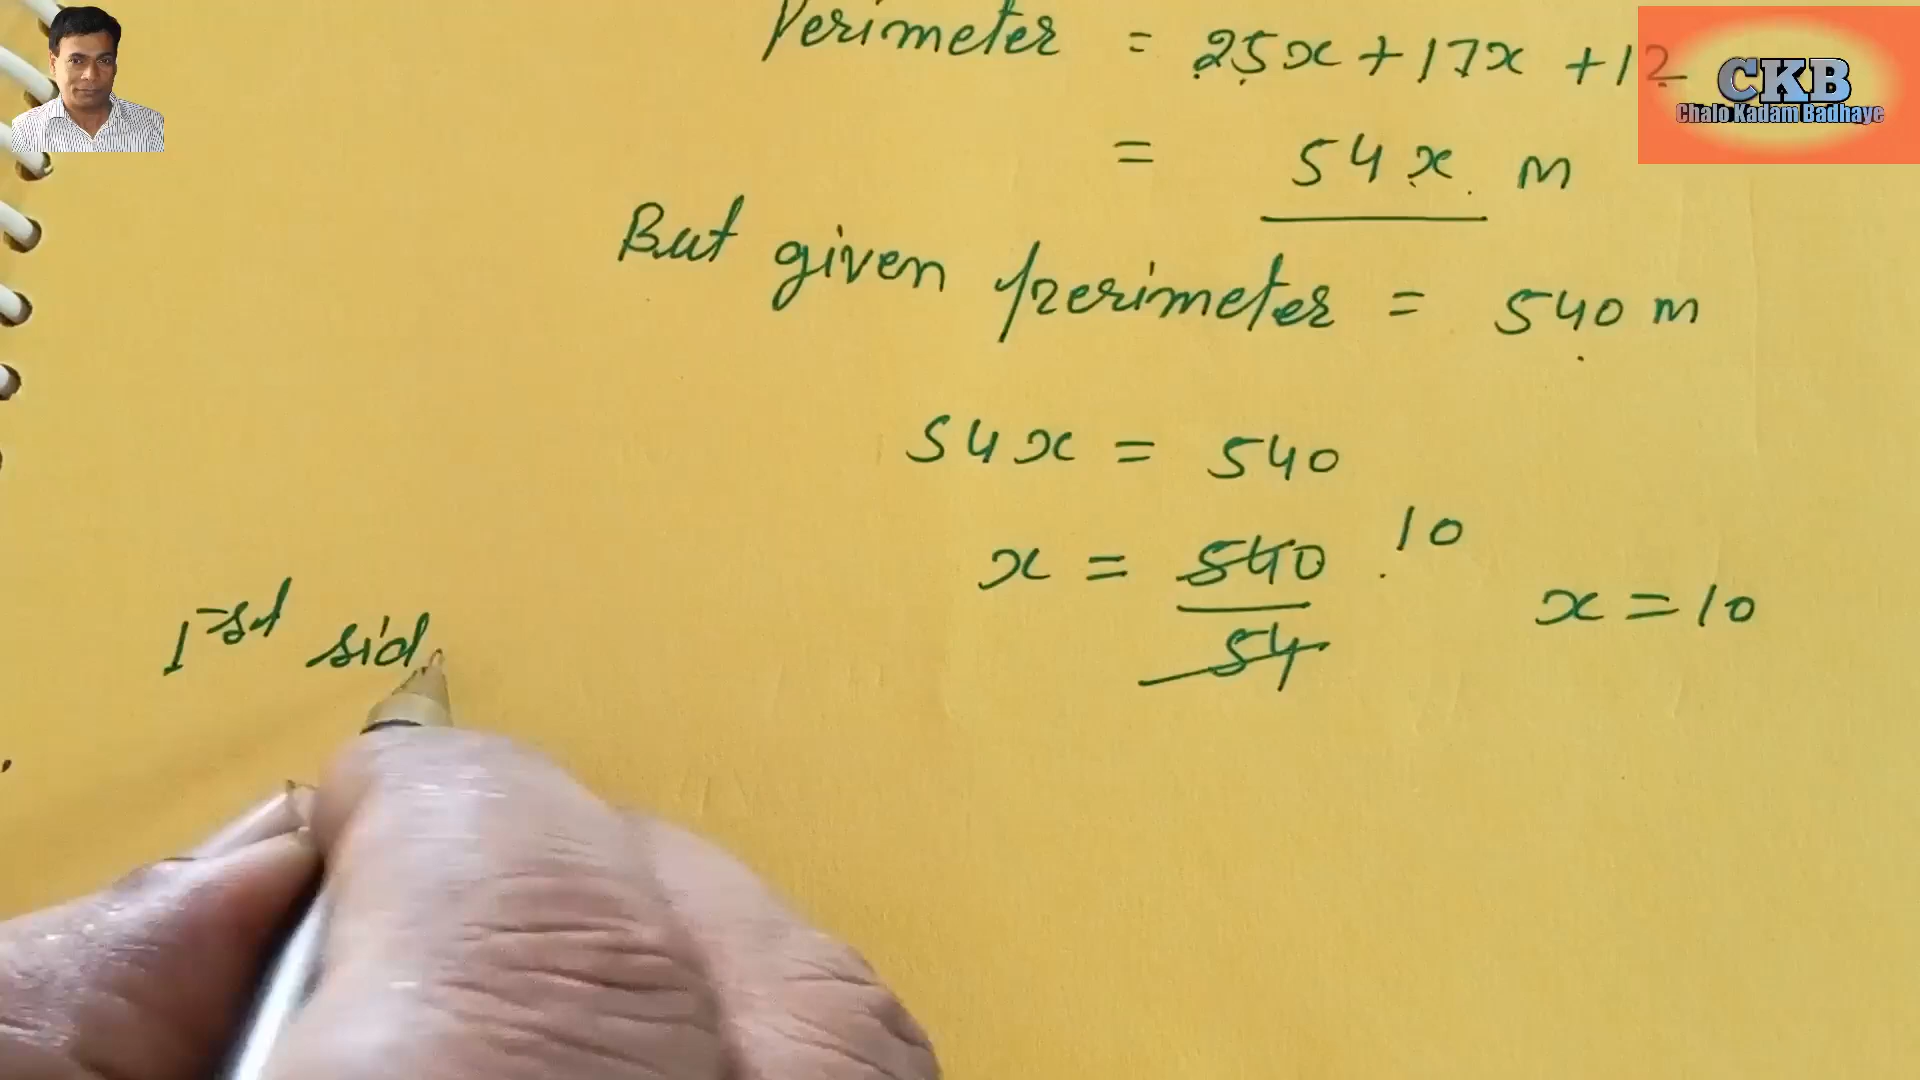 Perimeter = 25x + 17x + 12
= 54x m
But given perimeter = 540 m
54x = 540
x = 540 10
54
x = 10
1st sid
CKB
Chalo Kadam Badhaye